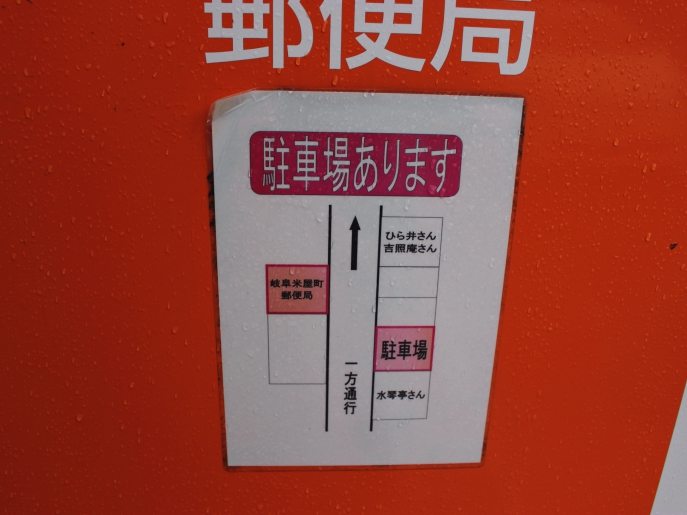 郵便局
駐車場あります
ひら井さん
吉照庵さん
岐阜米屋町
郵便局
駐車場
一方通行
水琴亭さん